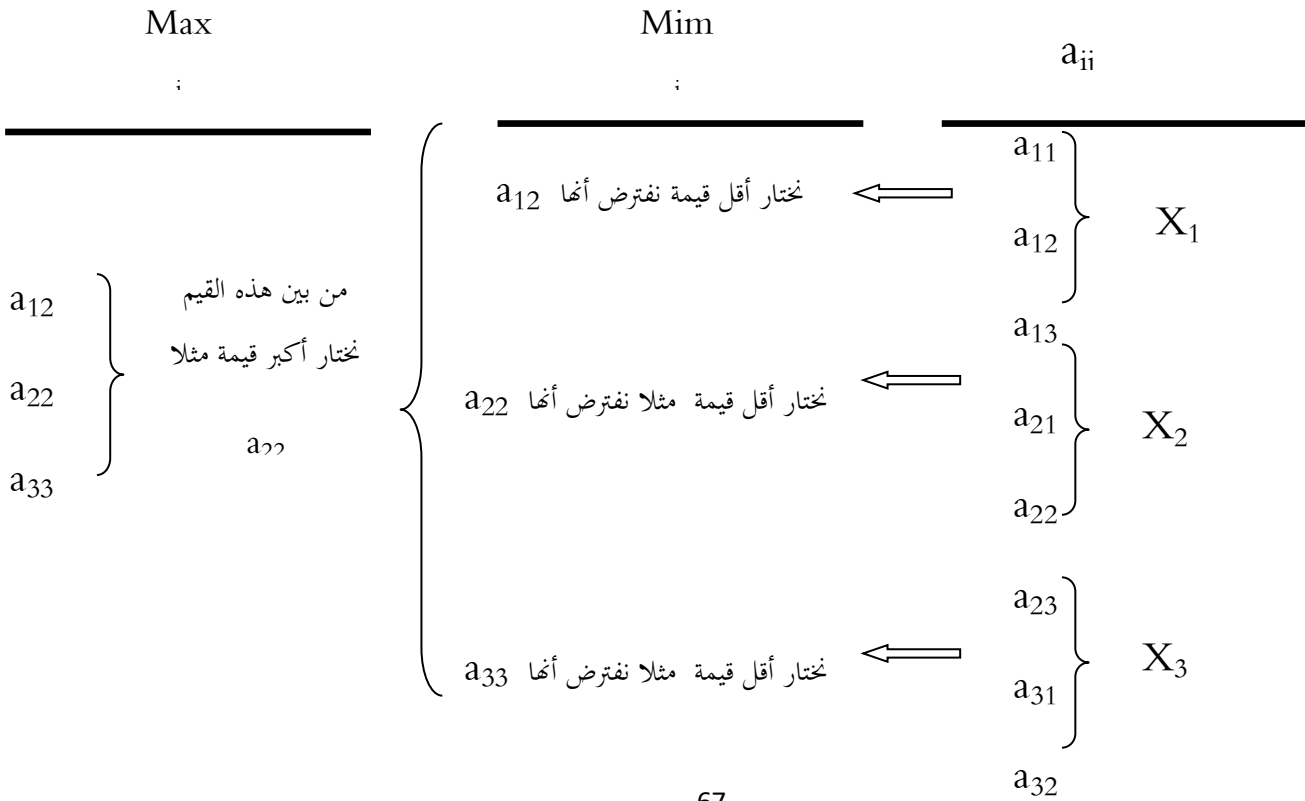 Max
Mim
aij
i
j
a11
نختار أقل قيمة نفترض أنها a12
a12
X1
من بين هذه القيم
a12
a13
نختار أكبر قيمة مثلا
نختار أقل قيمة مثلا نفترض أنها a22
a22
a21
X2
a22
a33
a22
a23
نختار أقل قيمة مثلا نفترض أنها a33
X3
a31
67
a32